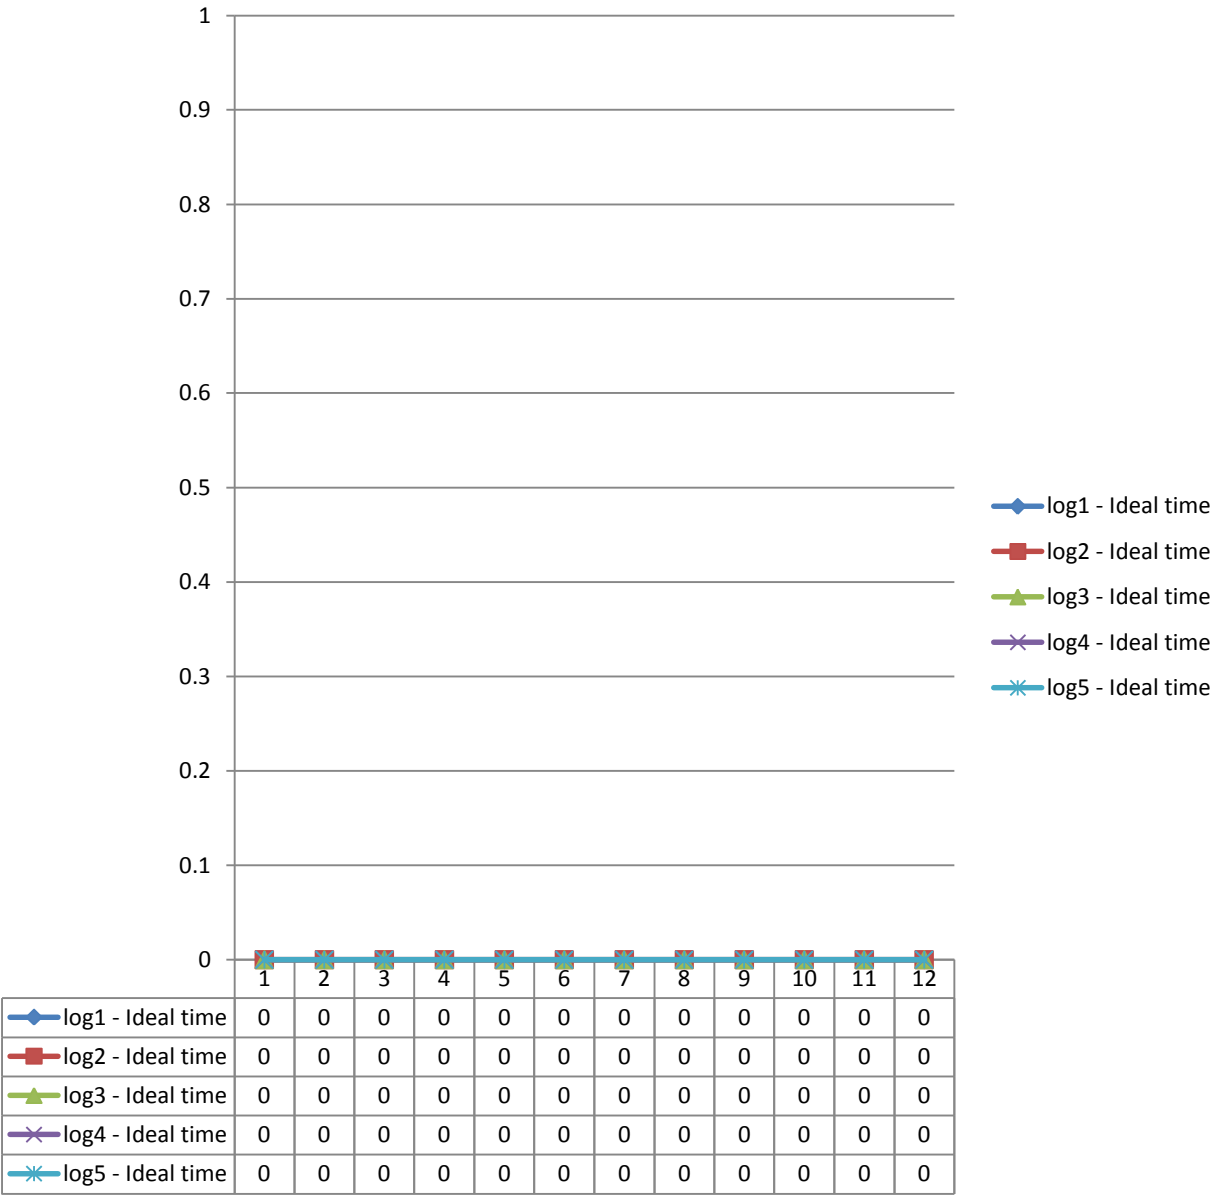 1
0.9
0.8
0.7
0.6
0.5
0.4
0.3
0.2
0.1
0
log1 - Ideal time
log2 - Ideal time
log3 - Ideal time
log4 - Ideal time
log5 - Ideal time
1 2 3 4 5 6 7 8 9 10 11 12
log1 - Ideal time 0 0 0 0 0 0 0 0 0 0 0 0
log2 - Ideal time 0 0 0 0 0 0 0 0 0 0 0 0
log3 - Ideal time 0 0 0 0 0 0 0 0 0 0 0 0
log4 - Ideal time 0 0 0 0 0 0 0 0 0 0 0 0
log5 - Ideal time 0 0 0 0 0 0 0 0 0 0 0 0